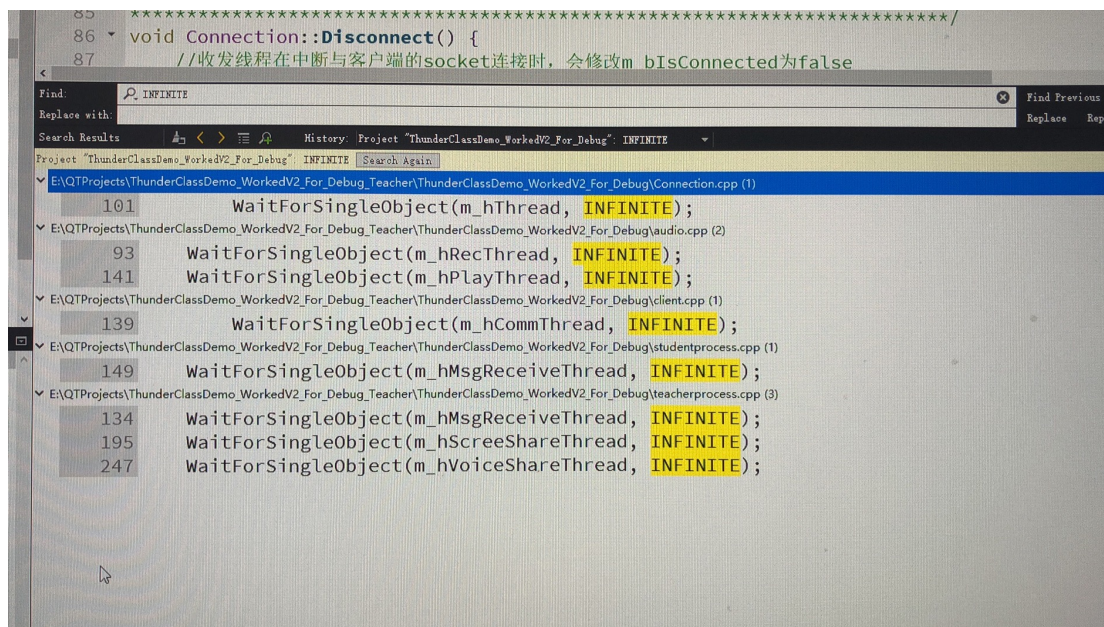 85 *************************************************************************/
86 void Connection::Disconnect() {
87 //收发线程在中断与客户端的socket连接时，会修改m_bIsConnected为false
Find: INFINITE Find Previous
Replace with: Replace
Search Results History: Project "ThunderClassDemo_WorkedV2_For_Debug": INFINITE
Project "ThunderClassDemo_WorkedV2_For_Debug": INFINITE Search Again
E:\QTProjects\ThunderClassDemo_WorkedV2_For_Debug_Teacher\ThunderClassDemo_WorkedV2_For_Debug\Connection.cpp (1)
101 WaitForSingleObject(m_hThread, INFINITE);
E:\QTProjects\ThunderClassDemo_WorkedV2_For_Debug_Teacher\ThunderClassDemo_WorkedV2_For_Debug\audio.cpp (2)
93 WaitForSingleObject(m_hRecThread, INFINITE);
141 WaitForSingleObject(m_hPlayThread, INFINITE);
E:\QTProjects\ThunderClassDemo_WorkedV2_For_Debug_Teacher\ThunderClassDemo_WorkedV2_For_Debug\client.cpp (1)
139 WaitForSingleObject(m_hCommThread, INFINITE);
E:\QTProjects\ThunderClassDemo_WorkedV2_For_Debug_Teacher\ThunderClassDemo_WorkedV2_For_Debug\studentprocess.cpp (1)
149 WaitForSingleObject(m_hMsgReceiveThread, INFINITE);
E:\QTProjects\ThunderClassDemo_WorkedV2_For_Debug_Teacher\ThunderClassDemo_WorkedV2_For_Debug\teacherprocess.cpp (3)
134 WaitForSingleObject(m_hMsgReceiveThread, INFINITE);
195 WaitForSingleObject(m_hScreeShareThread, INFINITE);
247 WaitForSingleObject(m_hVoiceShareThread, INFINITE);